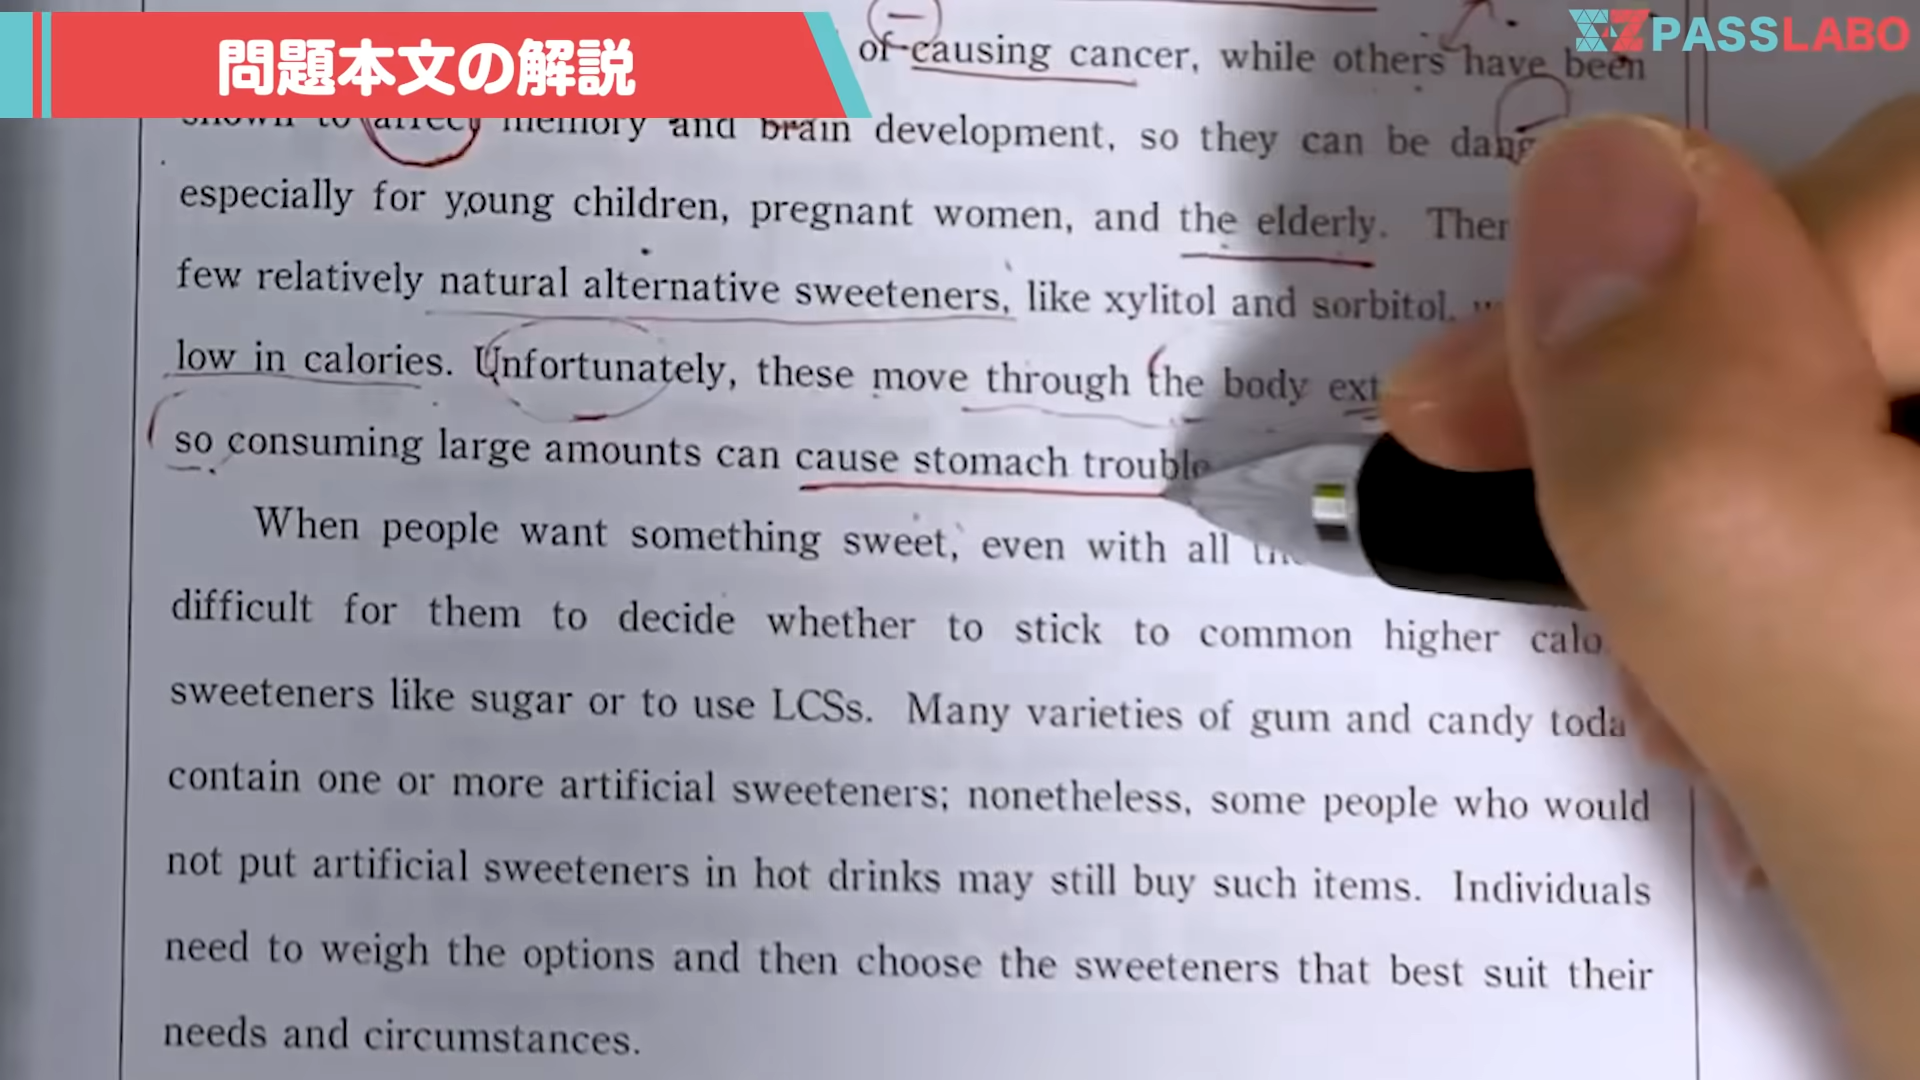 問題本文の解説
PASSLABO
of causing cancer, while others have been
shown to affect memory and brain development, so they can be
especially for young children, pregnant women, and the elderly.
few relatively natural alternative sweeteners, like xylitol and sorbitol,
low in calories. Unfortunately, these move through the body
so consuming large amounts can cause stomach trouble
When people want something sweet, even with all
difficult for them to decide whether to stick to common higher
sweeteners like sugar or to use LCSs. Many varieties of gum and candy
contain one or more artificial sweeteners; nonetheless, some people who would
not put artificial sweeteners in hot drinks may still buy such items. Individuals
need to weigh the options and then choose the sweeteners that best suit their
needs and circumstances.